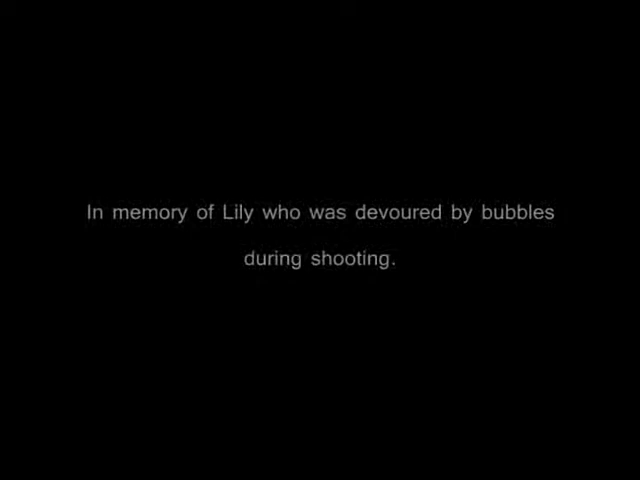 In memory of Lily who was devoured by bubbles
during shooting.